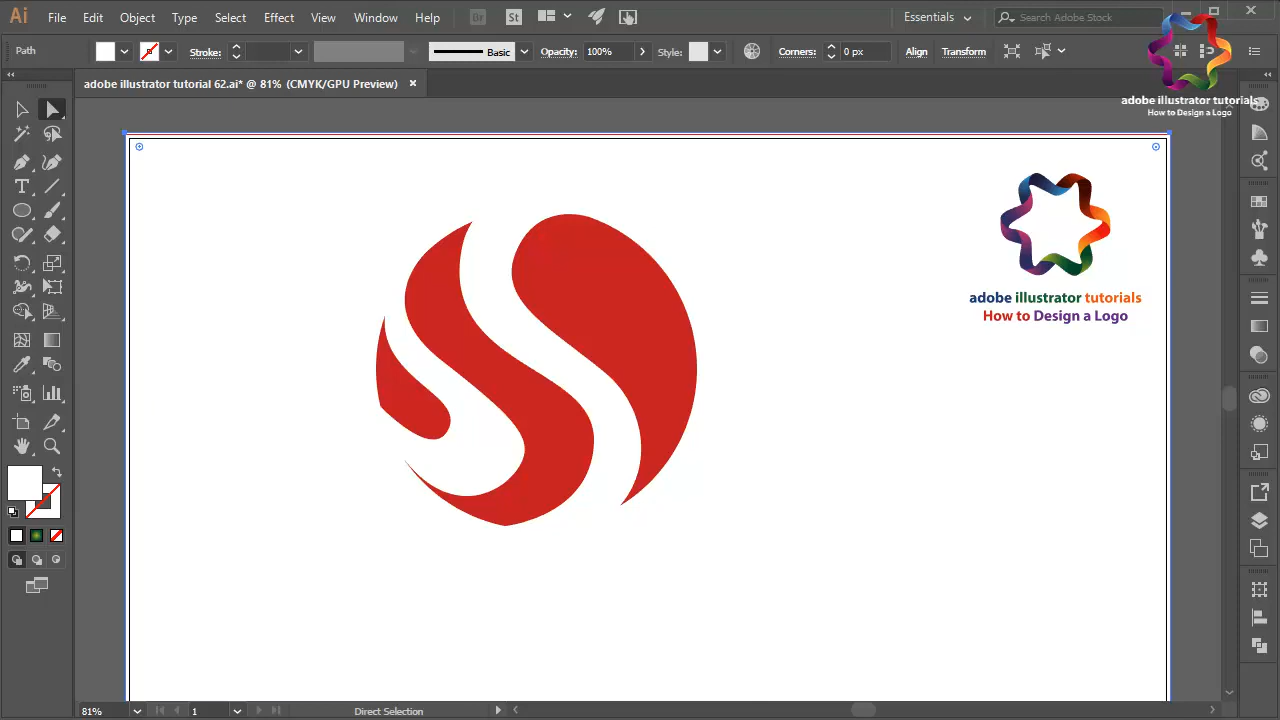 Ai File Edit Object Type Select Effect View Window Help Br St Essentials Search Adobe Stock
Path Stroke: Basic Opacity: 100% Style: Corners: 0 px Align Transform
adobe illustrator tutorials
How to Design a Logo
adobe illustrator tutorial 62.ai* @ 81% (CMYK/GPU Preview)
adobe illustrator tutorials
How to Design a Logo
81% 1 Direct Selection